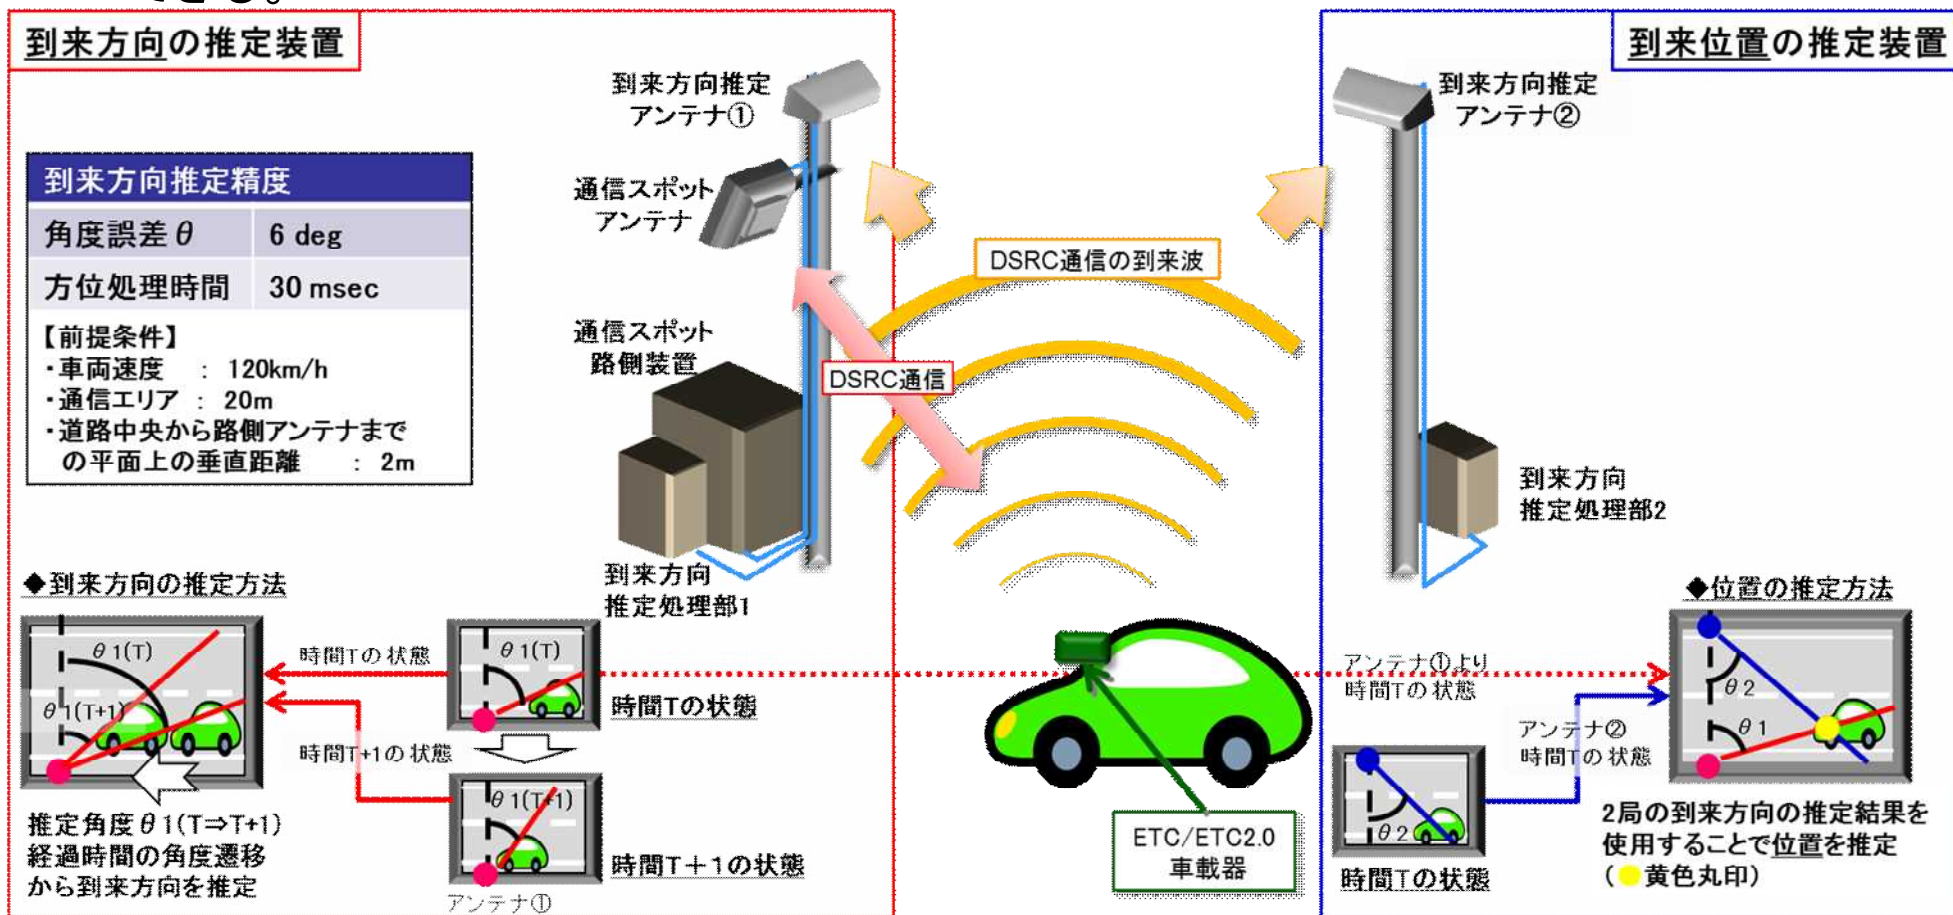 できる。
到来方向の推定装置
到来方向推定
アンテナ①
通信スポット
アンテナ
到来方向推定精度
角度誤差θ 6 deg
方位処理時間 30 msec
【前提条件】
・車両速度 : 120km/h
・通信エリア : 20m
・道路中央から路側アンテナまで
の平面上の垂直距離 : 2m
通信スポット
路側装置
DSRC通信
DSRC通信の到来波
到来方向
推定処理部1
◆到来方向の推定方法
θ1(T)
θ1(T+1)
時間Tの状態
時間T+1の状態
θ1(T)
時間Tの状態
θ1(T+1)
時間T+1の状態
アンテナ①
推定角度θ1(T⇒T+1)
経過時間の角度遷移
から到来方向を推定
ETC/ETC2.0
車載器
到来位置の推定装置
到来方向推定
アンテナ②
到来方向
推定処理部2
◆位置の推定方法
アンテナ①より
時間Tの状態
アンテナ②
時間Tの状態
θ2
θ1
θ2
時間Tの状態
2局の到来方向の推定結果を
使用することで位置を推定
(●黄色丸印)